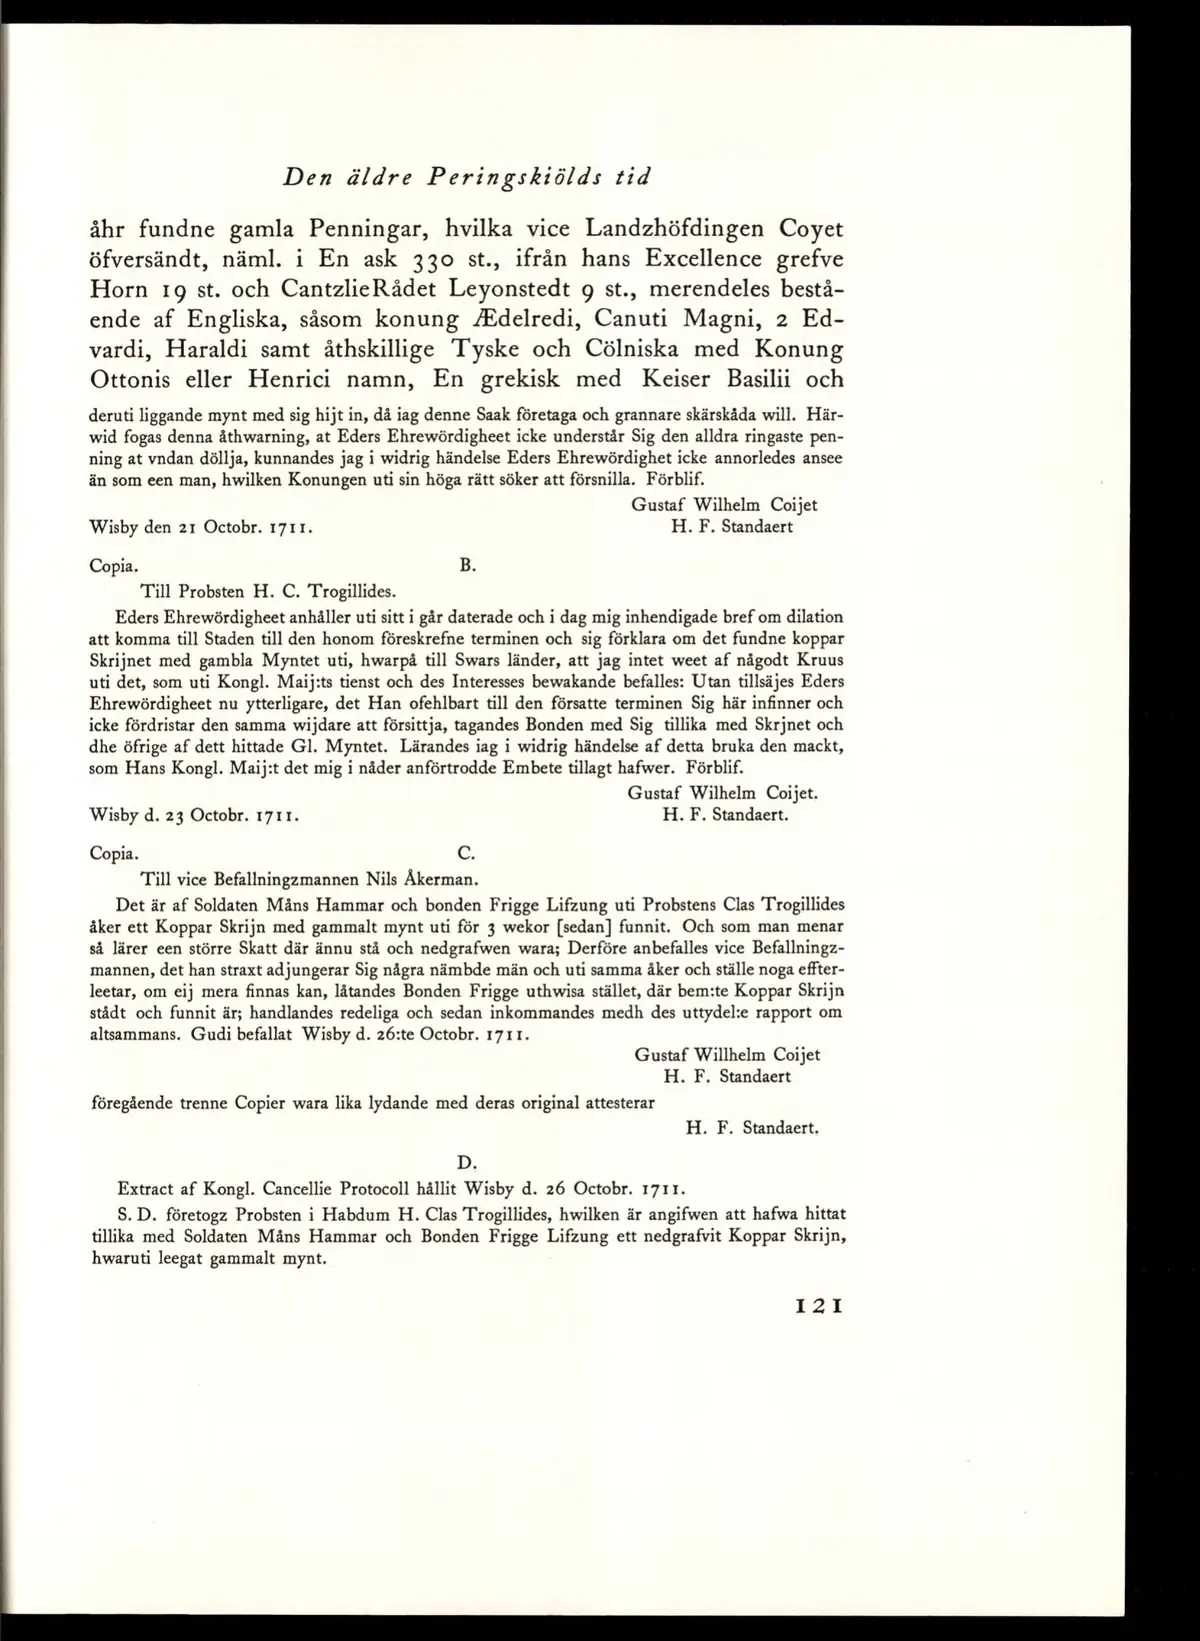 Den äldre Peringskiölds tid
åhr fundne gamla Penningar, hvilka vice Landzhöfdingen Coyet
öfversändt, näml. i En ask 330 st., ifrån hans Excellence grefve
Horn 19 st. och CantzlieRådet Leyonstedt 9 st., merendeles bestå-
ende af Engliska, såsom konung Ædelredi, Canuti Magni, 2 Ed-
vardi, Haraldi samt åthskillige Tyske och Cölniska med Konung
Ottonis eller Henrici namn, En grekisk med Keiser Basilii och
deruti liggande mynt med sig hijt in, då iag denne Saak företaga och grannare skärskåda will. Här-
wid fogas denna åthwarning, at Eders Ehrewördigheet icke understår Sig den alldra ringaste pen-
ning at vndan döllja, kunnandes jag i widrig händelse Eders Ehrewördighet icke annorledes ansee
än som een man, hwilken Konungen uti sin höga rätt söker att försnilla. Förblif.
Gustaf Wilhelm Coijet
Wisby den 21 Octobr. 1711. H. F. Standaert
Copia. B.
Till Probsten H. C. Trogillides.
Eders Ehrewördigheet anhåller uti sitt i går daterade och i dag mig inhendigade bref om dilation
att komma till Staden till den honom föreskrefne terminen och sig förklara om det fundne koppar
Skrijnet med gambla Myntet uti, hwarpå till Swars länder, att jag intet weet af någodt Kruus
uti det, som uti Kongl. Maij:ts tienst och des Interesses bewakande befalles: Utan tillsäjes Eders
Ehrewördigheet nu ytterligare, det Han ofehlbart till den försatte terminen Sig här infinner och
icke fördristar den samma wijdare att försittja, tagandes Bonden med Sig tillika med Skrjnet och
dhe öfrige af dett hittade Gl. Myntet. Lärandes iag i widrig händelse af detta bruka den mackt,
som Hans Kongl. Maij:t det mig i nåder anförtrodde Embete tillagt hafwer. Förblif.
Gustaf Wilhelm Coijet.
Wisby d. 23 Octobr. 1711. H. F. Standaert.
Copia. C.
Till vice Befallningzmannen Nils Åkerman.
Det är af Soldaten Måns Hammar och bonden Frigge Lifzung uti Probstens Clas Trogillides
åker ett Koppar Skrijn med gammalt mynt uti för 3 wekor [sedan] funnit. Och som man menar
så lärer een större Skatt där ännu stå och nedgrafwen wara; Derföre anbefalles vice Befallningz-
mannen, det han straxt adjungerar Sig några nämbde män och uti samma åker och ställe noga effter-
leetar, om eij mera finnas kan, låtandes Bonden Frigge uthwisa stället, där bem:te Koppar Skrijn
stådt och funnit är; handlandes redeliga och sedan inkommandes medh des uttydel:e rapport om
altsammans. Gudi befallat Wisby d. 26:te Octobr. 1711.
Gustaf Willhelm Coijet
H. F. Standaert
föregående trenne Copier wara lika lydande med deras original attesterar
H. F. Standaert.
D.
Extract af Kongl. Cancellie Protocoll hållit Wisby d. 26 Octobr. 1711.
S. D. företogz Probsten i Habdum H. Clas Trogillides, hwilken är angifwen att hafwa hittat
tillika med Soldaten Måns Hammar och Bonden Frigge Lifzung ett nedgrafvit Koppar Skrijn,
hwaruti leegat gammalt mynt.
121